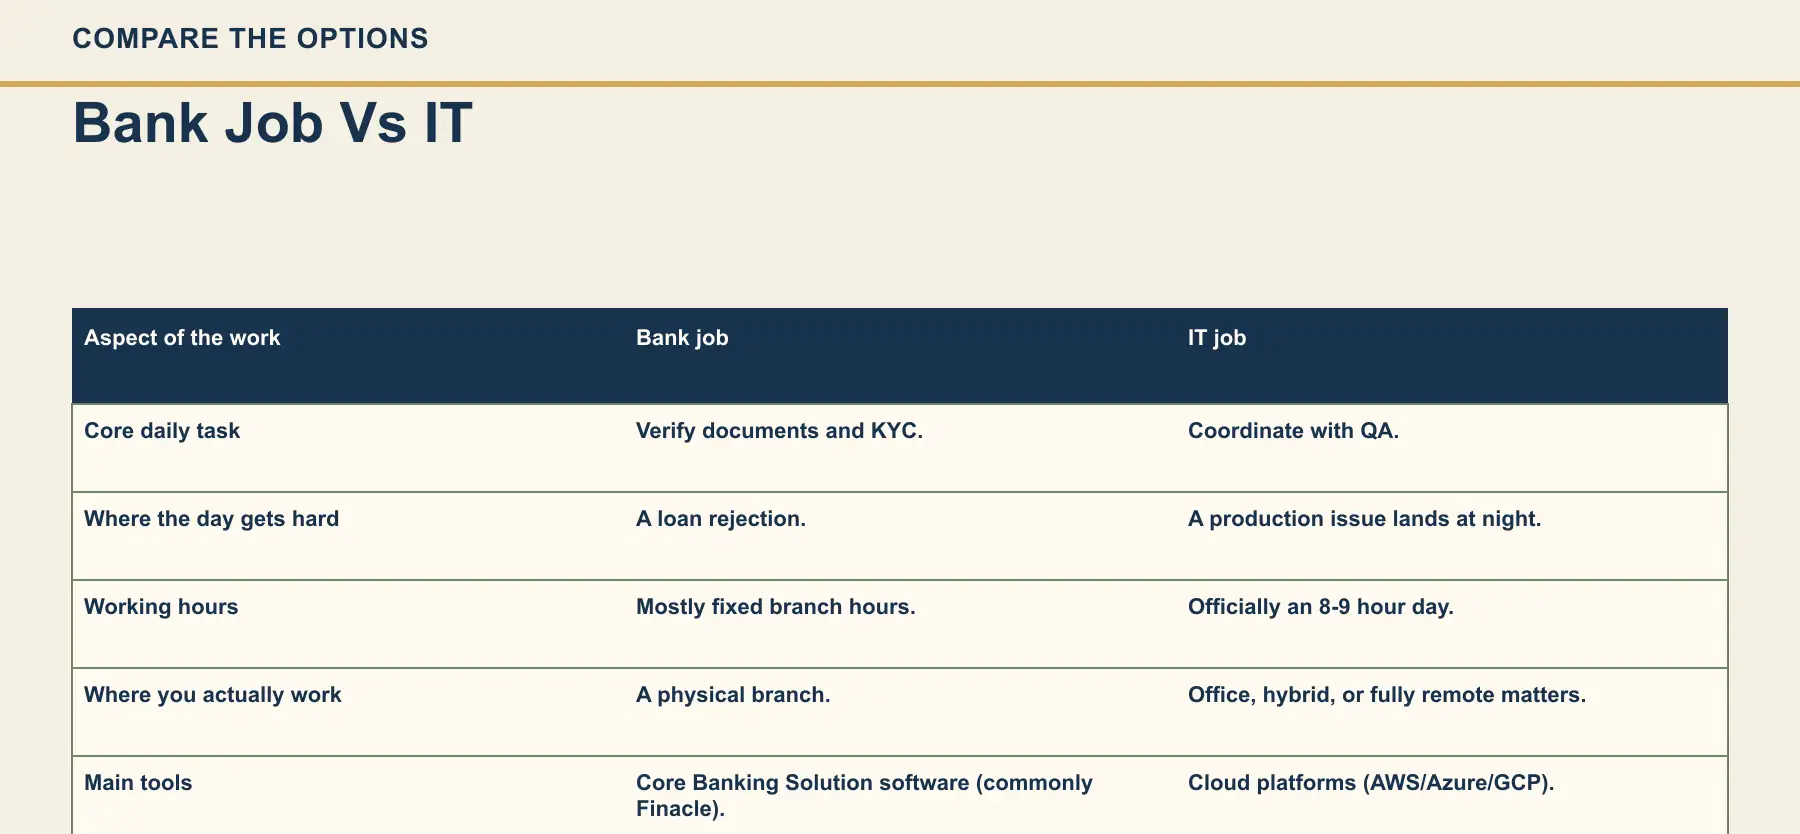 COMPARE THE OPTIONS
Bank Job Vs IT
Aspect of the work
Bank job
IT job
Core daily task
Verify documents and KYC.
Coordinate with QA.
Where the day gets hard
A loan rejection.
A production issue lands at night.
Working hours
Mostly fixed branch hours.
Officially an 8-9 hour day.
Where you actually work
A physical branch.
Office, hybrid, or fully remote matters.
Main tools
Core Banking Solution software (commonly
Finacle).
Cloud platforms (AWS/Azure/GCP).